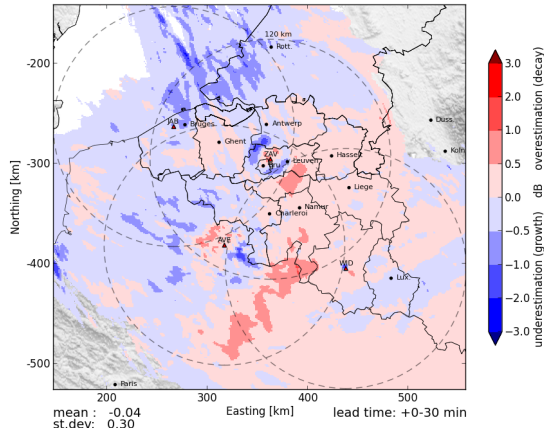 120 km
Rott.
-200
Duss
JAB
Bruges
Antwerp
Koln
Ghent
ZAV
Hasselt
-300
Bru
Leuven
Liege
Namur
Charleroi
AVE
WID
-400
Lux
-500
Paris
200
300
400
500
Easting [km]
Northing [km]
mean : -0.04
st.dev: 0.30
lead time: +0-30 min
3.0
2.0
1.0
0.5
0.0
−0.5
−1.0
−2.0
−3.0
underestimation (growth) dB overestimation (decay)